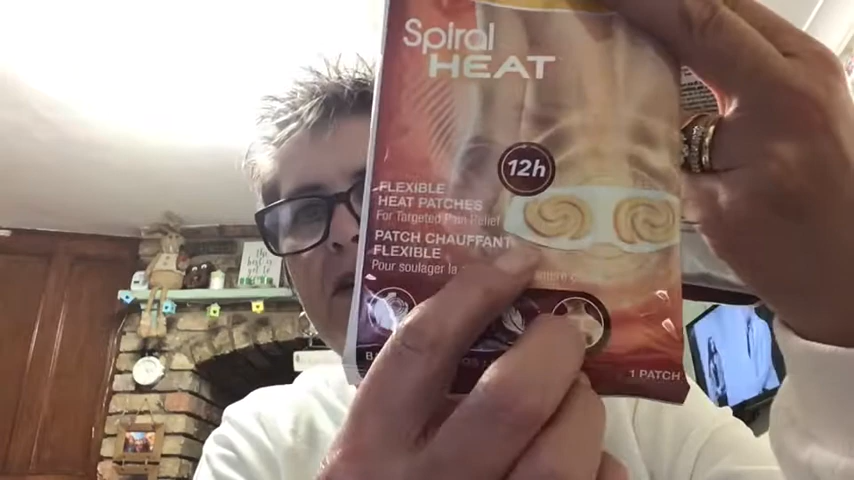 Spiral
HEAT
12h
FLEXIBLE
HEAT PATCHES
For Targeted Pain Relief
PATCH CHAUFFANT
FLEXIBLE
Pour soulager la
1 PATCH